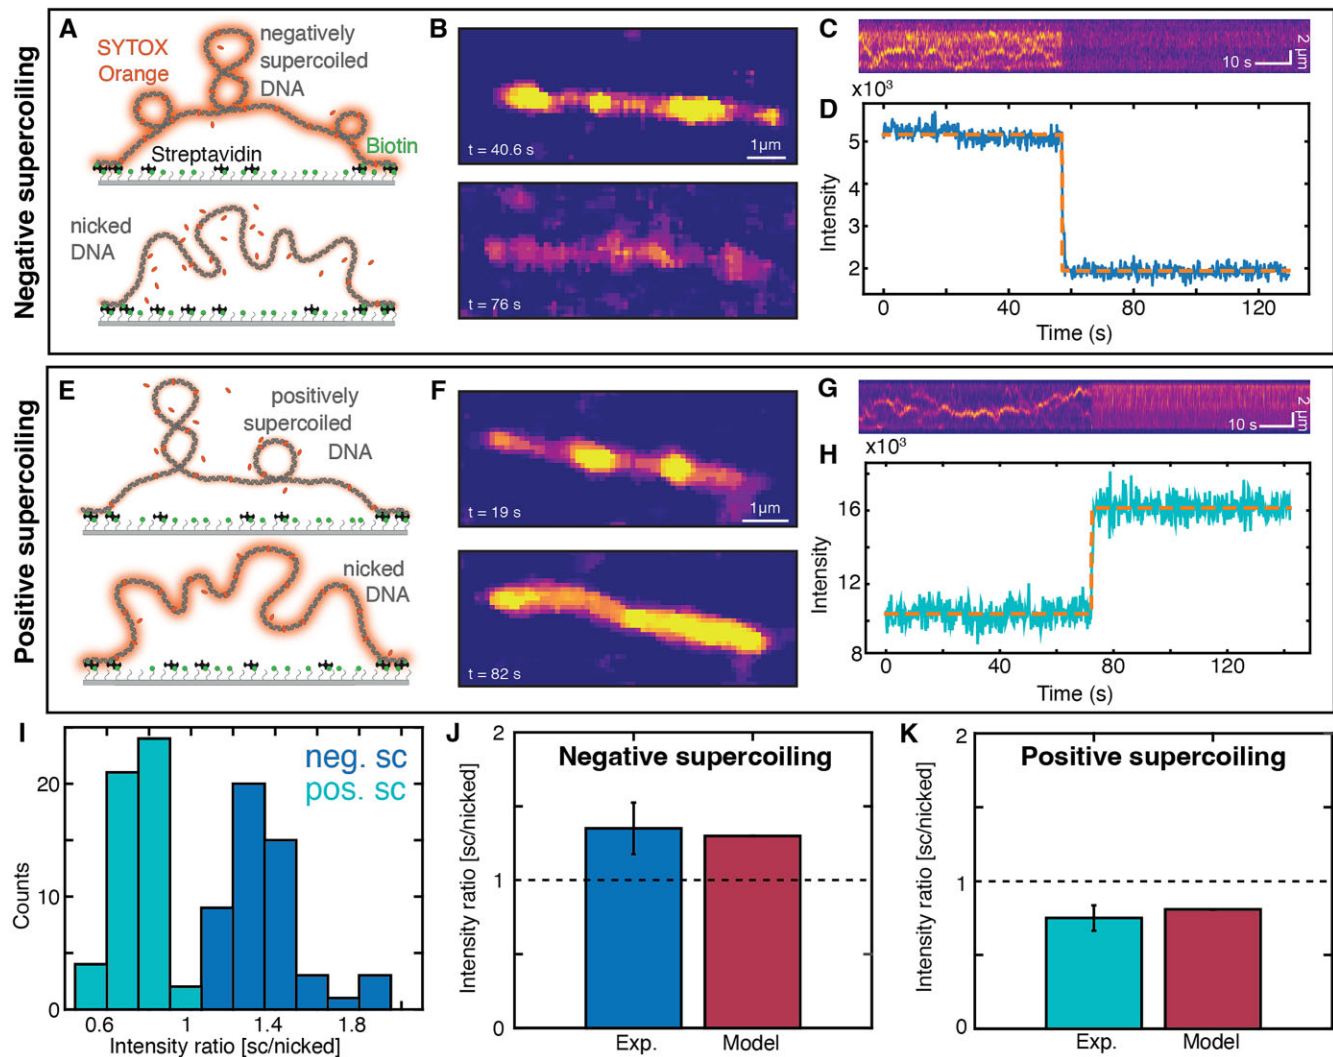 Negative supercoiling
A
SYTOX
Orange
negatively
supercoiled
DNA
Streptavidin
Biotin
nicked
DNA
B
t = 40.6 s
1μm
t = 76 s
C
10 s
2 μm
D
x10³
5
4
3
2
Intensity
0
40
80
120
Time (s)
Positive supercoiling
E
positively
supercoiled
DNA
nicked
DNA
F
t = 19 s
1μm
t = 82 s
G
10 s
2 μm
H
x10³
16
12
8
Intensity
0
40
80
120
Time (s)
I
neg. sc
pos. sc
20
10
0
Counts
0.6
1
1.4
1.8
Intensity ratio [sc/nicked]
J
Negative supercoiling
2
1
0
Intensity ratio [sc/nicked]
Exp.
Model
K
Positive supercoiling
2
1
0
Intensity ratio [sc/nicked]
Exp.
Model